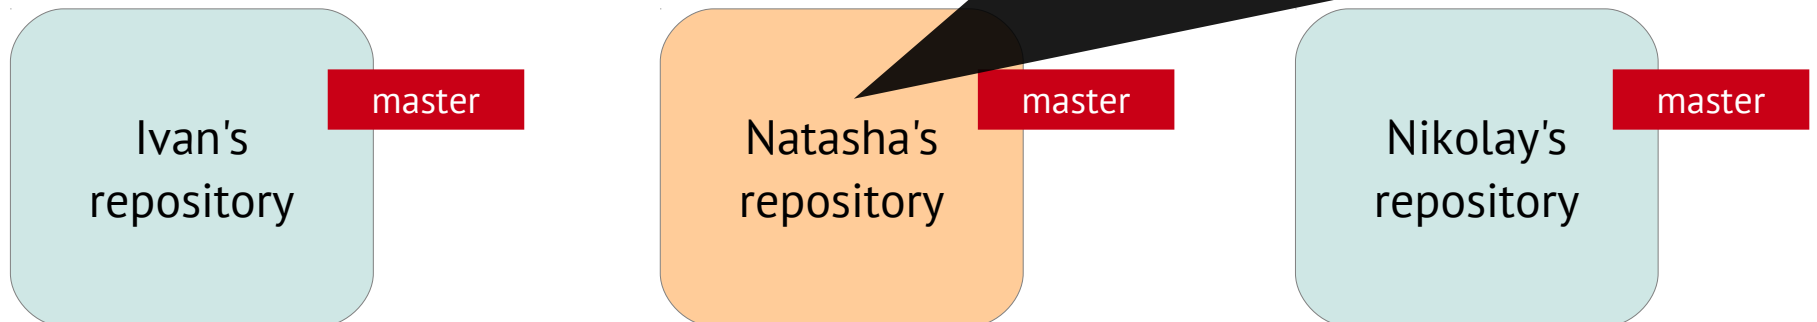 Ivan's
repository
master
Natasha's
repository
master
Nikolay's
repository
master